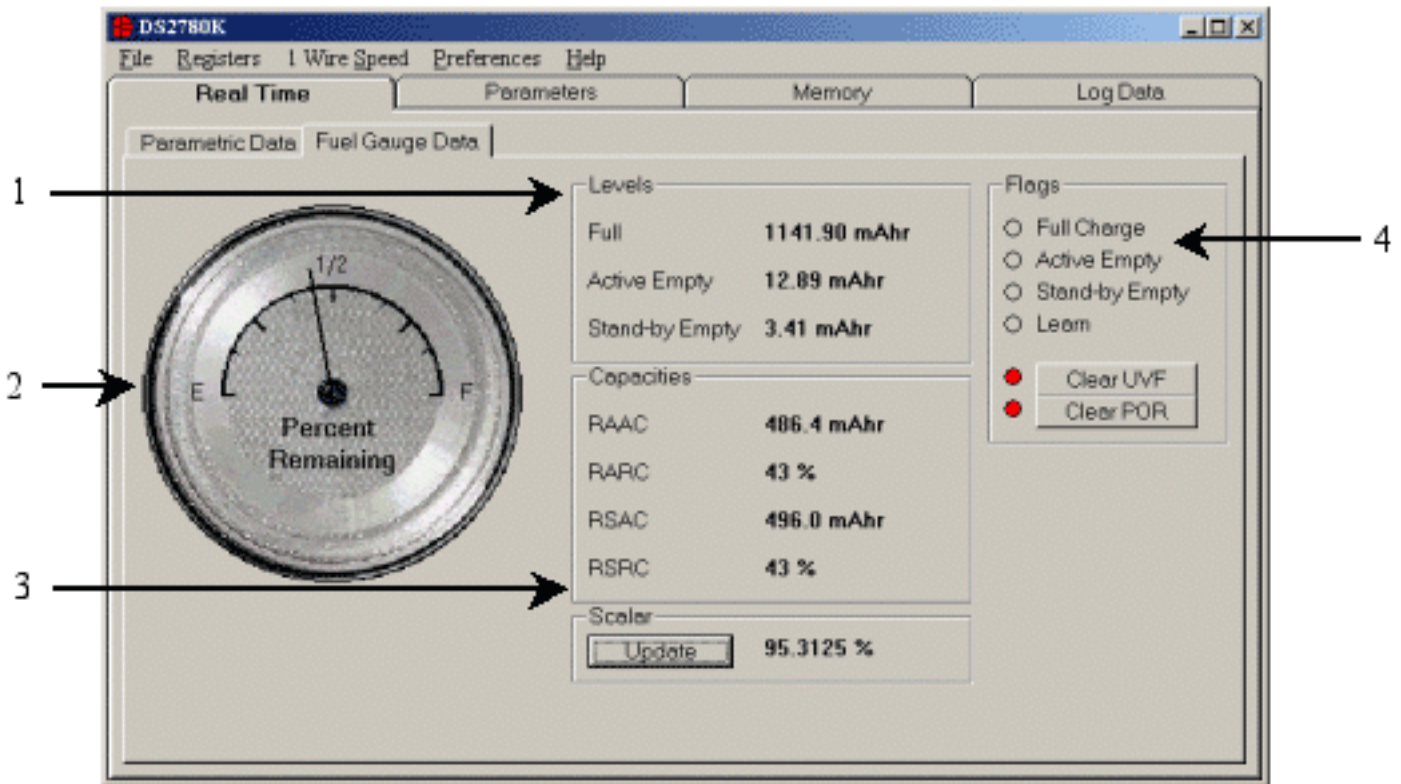 DS2780K
File Registers 1 Wire Speed Preferences Help
Real Time Parameters Memory Log Data
Parametric Data Fuel Gauge Data
1
2
3
4
1/2
E F
Percent
Remaining
Levels
Full 1141.90 mAhr
Active Empty 12.89 mAhr
Stand-by Empty 3.41 mAhr
Capacities
RAAC 486.4 mAhr
RARC 43 %
RSAC 496.0 mAhr
RSRC 43 %
Scalar
Update 95.3125 %
Flags
Full Charge
Active Empty
Stand-by Empty
Learn
Clear UVF
Clear POR